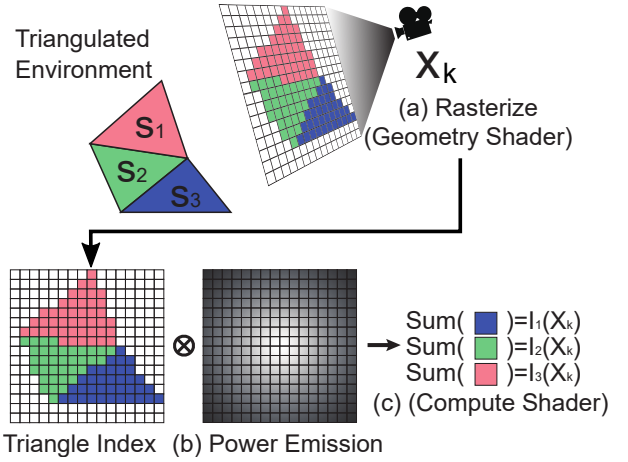 Triangulated
Environment
S1
S2
S3
Xk
(a) Rasterize
(Geometry Shader)
Triangle Index
⊗
(b) Power Emission
Sum( )=I1(Xk)
Sum( )=I2(Xk)
Sum( )=I3(Xk)
(c) (Compute Shader)